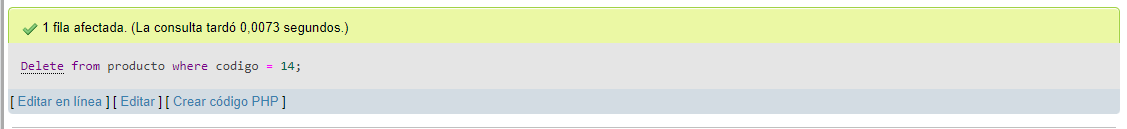 1 fila afectada. (La consulta tardó 0,0073 segundos.)
Delete from producto where codigo = 14;
[ Editar en línea ] [ Editar ] [ Crear código PHP ]